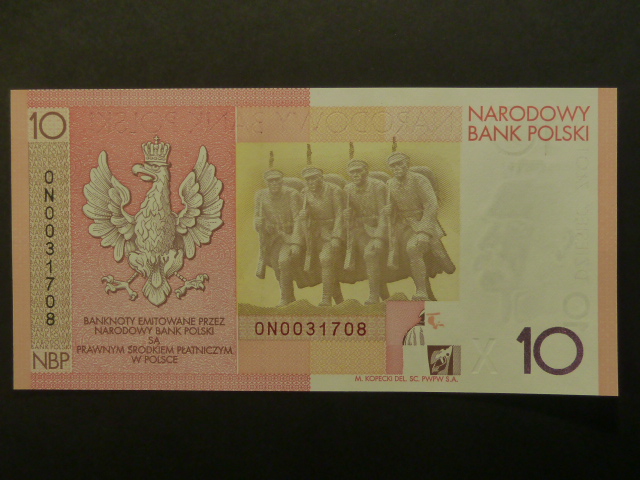 10
NARODOWY
BANK POLSKI
0N0031708
BANKNOTY EMITOWANE PRZEZ
NARODOWY BANK POLSKI
SĄ
PRAWNYM ŚRODKIEM PŁATNICZYM
W POLSCE
0N0031708
NBP
X
10
M. KOPECKI DEL. SC. PWPW S.A.